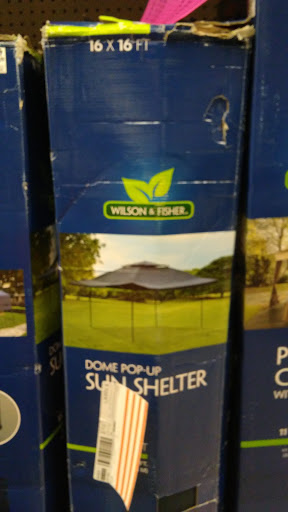 16 X 16 FT
WILSON & FISHER
DOME POP-UP
SUN SHELTER